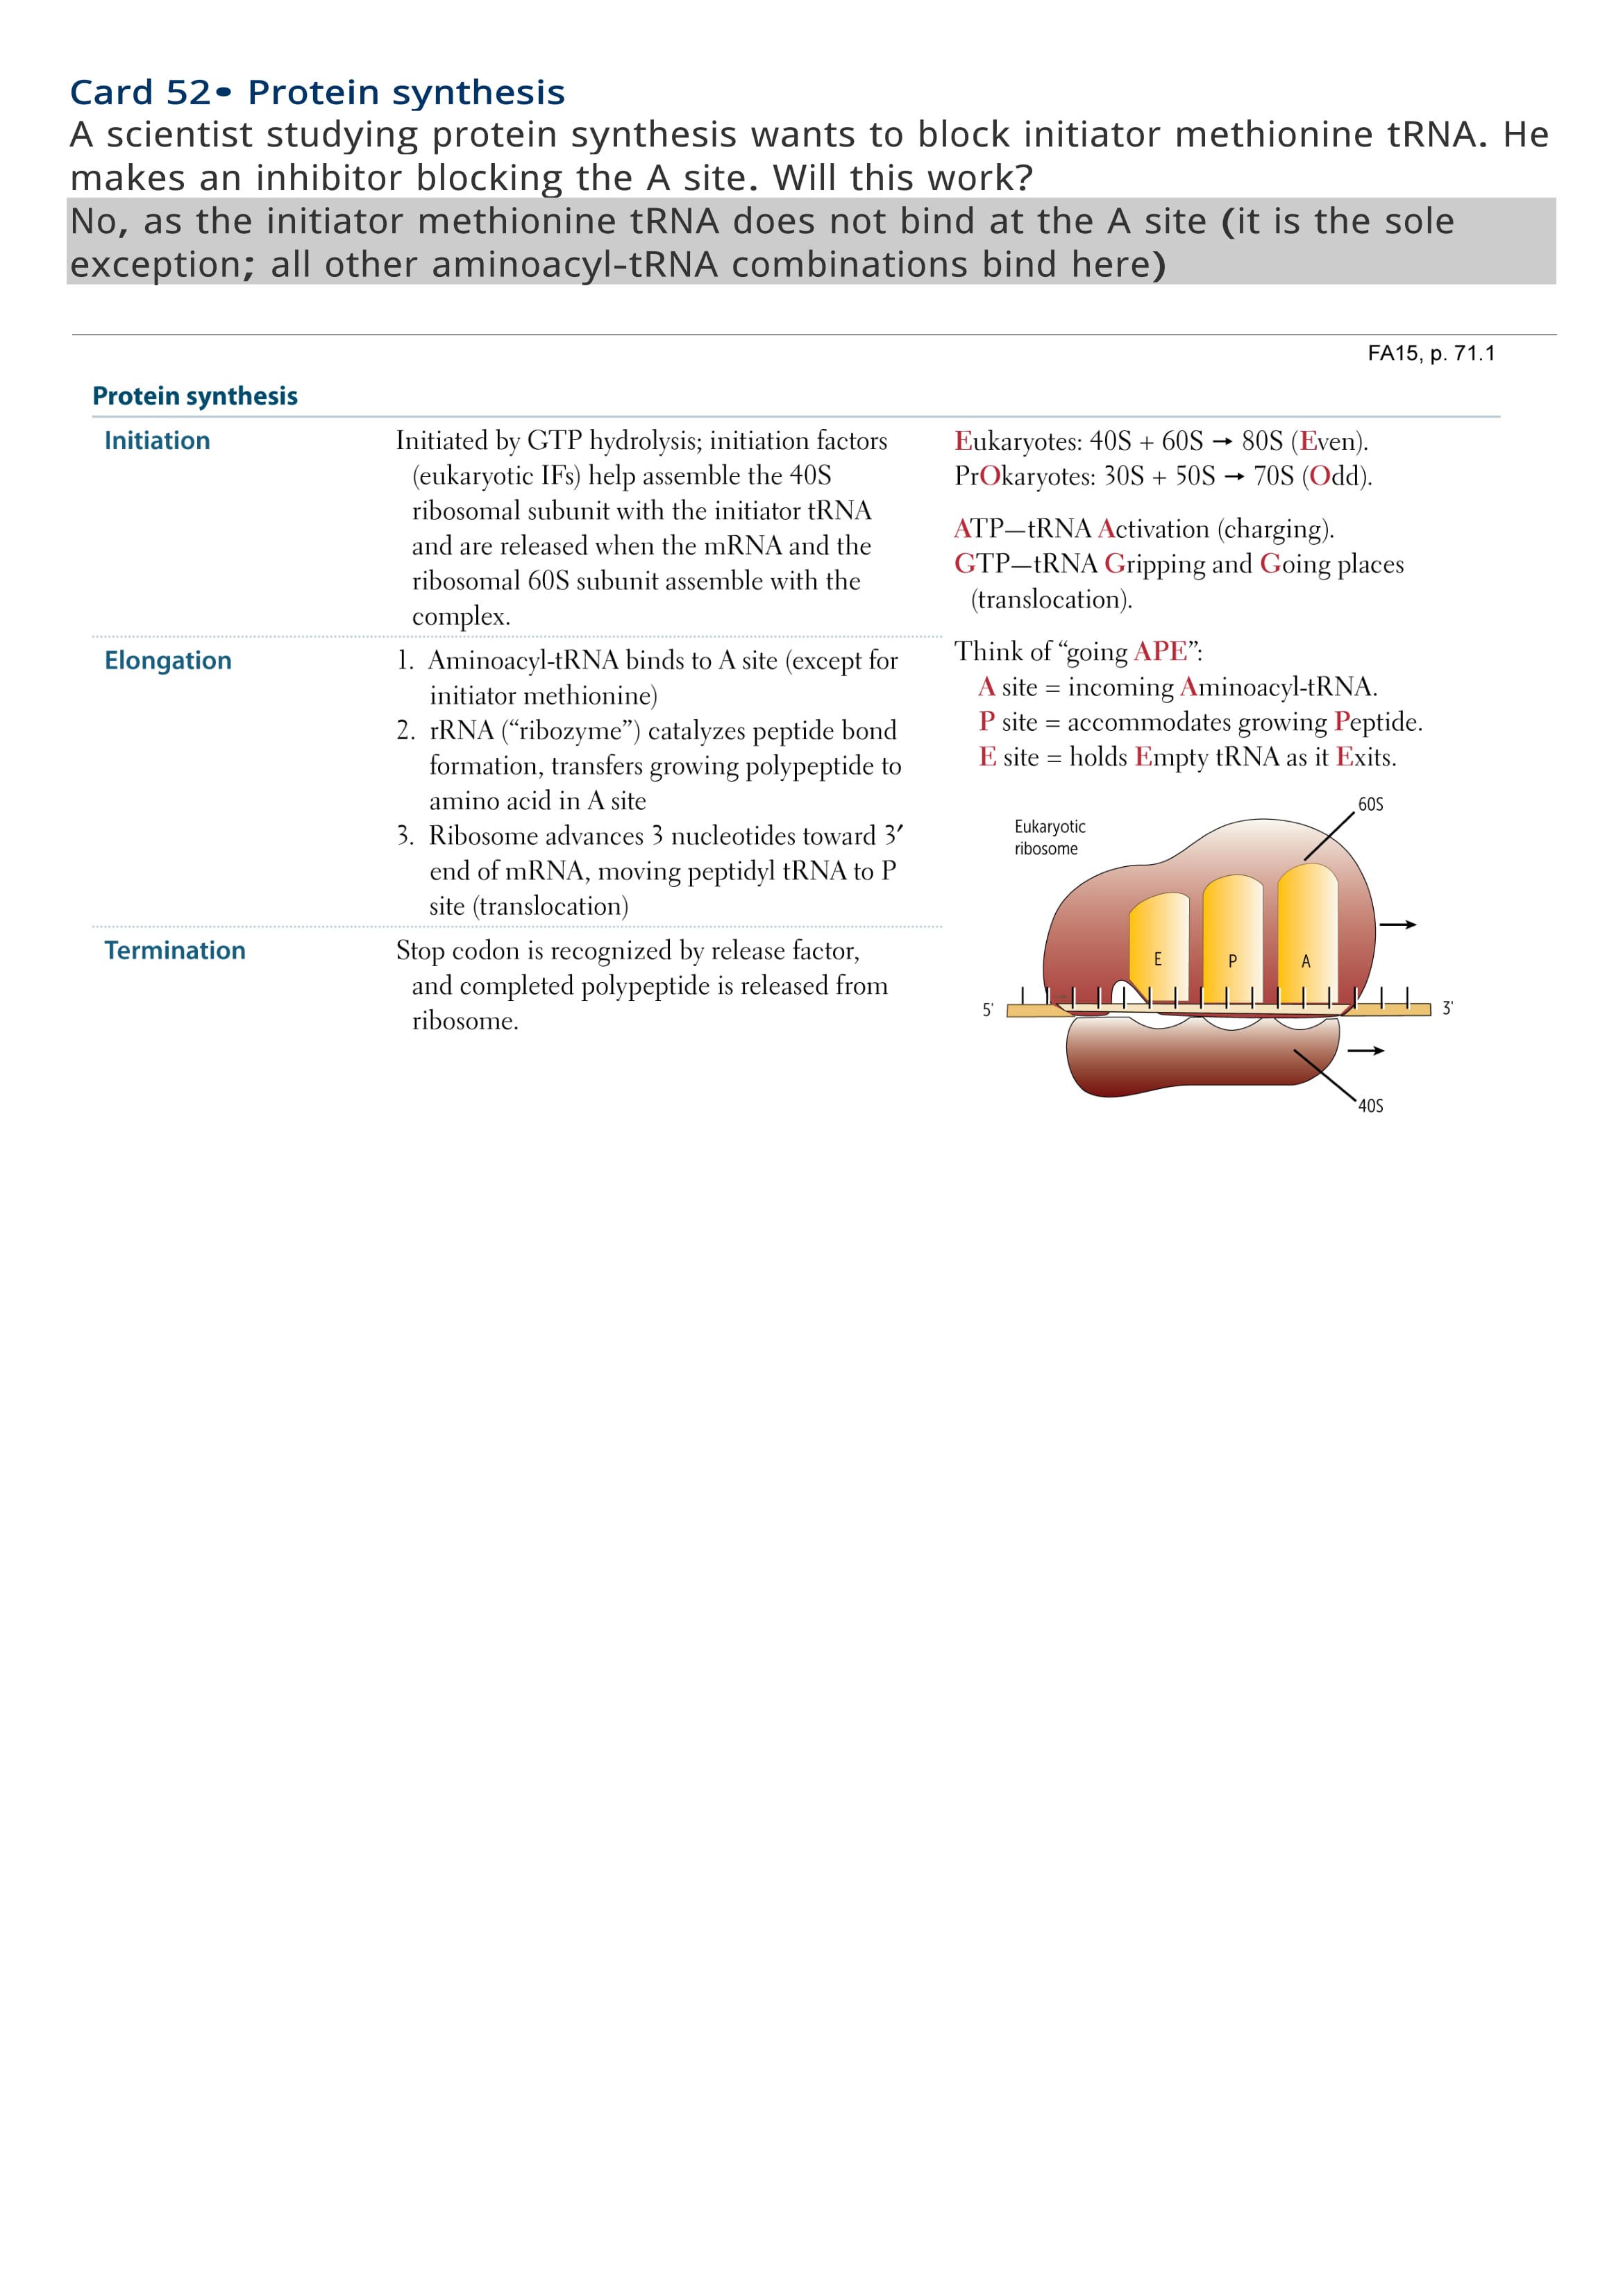 Card 52• Protein synthesis
A scientist studying protein synthesis wants to block initiator methionine tRNA. He
makes an inhibitor blocking the A site. Will this work?
No, as the initiator methionine tRNA does not bind at the A site (it is the sole
exception; all other aminoacyl-tRNA combinations bind here)
FA15, p. 71.1
Protein synthesis
Initiation
Initiated by GTP hydrolysis; initiation factors
(eukaryotic IFs) help assemble the 40S
ribosomal subunit with the initiator tRNA
and are released when the mRNA and the
ribosomal 60S subunit assemble with the
complex.
Eukaryotes: 40S + 60S → 80S (Even).
PrOkaryotes: 30S + 50S → 70S (Odd).
ATP—tRNA Activation (charging).
GTP—tRNA Gripping and Going places
(translocation).
Elongation
1. Aminoacyl-tRNA binds to A site (except for
initiator methionine)
2. rRNA (“ribozyme”) catalyzes peptide bond
formation, transfers growing polypeptide to
amino acid in A site
3. Ribosome advances 3 nucleotides toward 3′
end of mRNA, moving peptidyl tRNA to P
site (translocation)
Think of “going APE”:
A site = incoming Aminoacyl-tRNA.
P site = accommodates growing Peptide.
E site = holds Empty tRNA as it Exits.
Termination
Stop codon is recognized by release factor,
and completed polypeptide is released from
ribosome.
60S
Eukaryotic
ribosome
E P A
5' 3'
40S